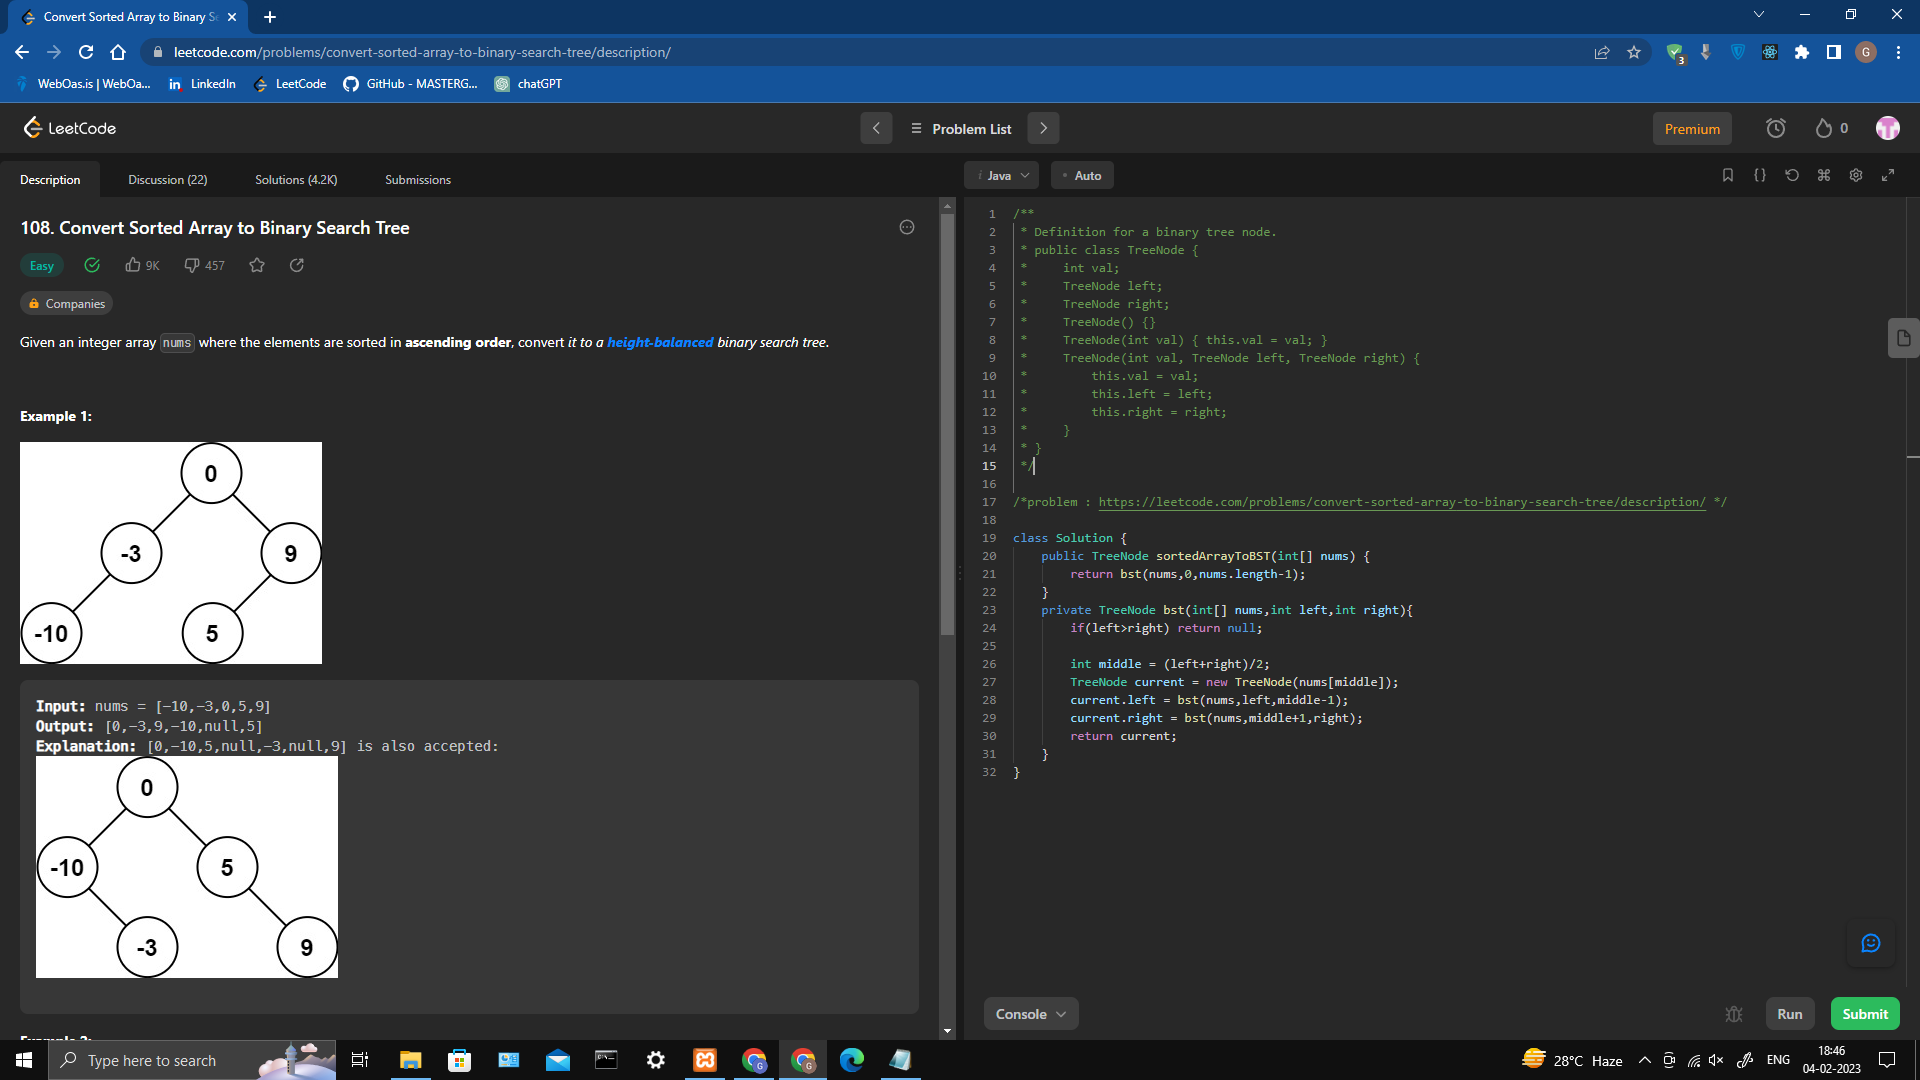 Convert Sorted Array to Binary Se
leetcode.com/problems/convert-sorted-array-to-binary-search-tree/description/
3
G
WebOas.is | WebOa...
LinkedIn
LeetCode
GitHub - MASTERG...
chatGPT
LeetCode
Problem List
Premium
0
Description
Discussion (22)
Solutions (4.2K)
Submissions
108. Convert Sorted Array to Binary Search Tree
Easy
9K
457
Companies
Given an integer array nums where the elements are sorted in ascending order, convert it to a height-balanced binary search tree.
Example 1:
0
-3 9
-10 5
Input: nums = [-10,-3,0,5,9]
Output: [0,-3,9,-10,null,5]
Explanation: [0,-10,5,null,-3,null,9] is also accepted:
0
-10 5
-3 9
i Java
Auto
1 /**
2 * Definition for a binary tree node.
3 * public class TreeNode {
4 * int val;
5 * TreeNode left;
6 * TreeNode right;
7 * TreeNode() {}
8 * TreeNode(int val) { this.val = val; }
9 * TreeNode(int val, TreeNode left, TreeNode right) {
10 * this.val = val;
11 * this.left = left;
12 * this.right = right;
13 * }
14 * }
15 */
16
17 /*problem : https://leetcode.com/problems/convert-sorted-array-to-binary-search-tree/description/ */
18
19 class Solution {
20 public TreeNode sortedArrayToBST(int[] nums) {
21 return bst(nums,0,nums.length-1);
22 }
23 private TreeNode bst(int[] nums,int left,int right){
24 if(left>right) return null;
25
26 int middle = (left+right)/2;
27 TreeNode current = new TreeNode(nums[middle]);
28 current.left = bst(nums,left,middle-1);
29 current.right = bst(nums,middle+1,right);
30 return current;
31 }
32 }
Console
Run
Submit
Type here to search
28°C Haze
ENG
18:46
04-02-2023